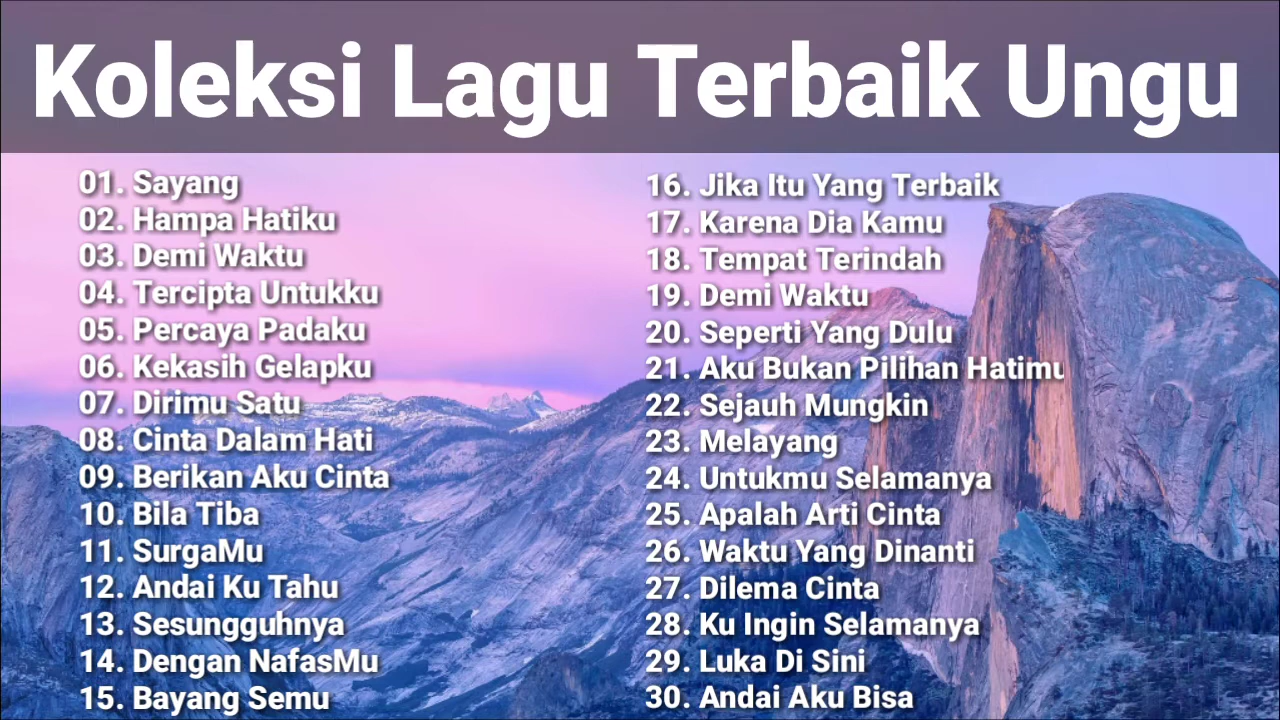 Koleksi Lagu Terbaik Ungu
01. Sayang
02. Hampa Hatiku
03. Demi Waktu
04. Tercipta Untukku
05. Percaya Padaku
06. Kekasih Gelapku
07. Dirimu Satu
08. Cinta Dalam Hati
09. Berikan Aku Cinta
10. Bila Tiba
11. SurgaMu
12. Andai Ku Tahu
13. Sesungguhnya
14. Dengan NafasMu
15. Bayang Semu
16. Jika Itu Yang Terbaik
17. Karena Dia Kamu
18. Tempat Terindah
19. Demi Waktu
20. Seperti Yang Dulu
21. Aku Bukan Pilihan Hatimu
22. Sejauh Mungkin
23. Melayang
24. Untukmu Selamanya
25. Apalah Arti Cinta
26. Waktu Yang Dinanti
27. Dilema Cinta
28. Ku Ingin Selamanya
29. Luka Di Sini
30. Andai Aku Bisa